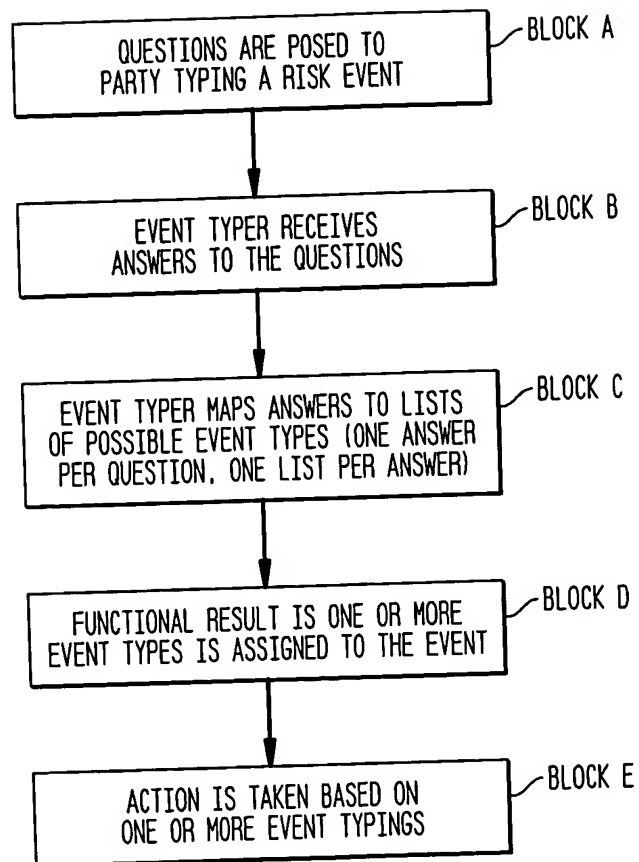 QUESTIONS ARE POSED TO
PARTY TYPING A RISK EVENT
BLOCK A
EVENT TYPER RECEIVES
ANSWERS TO THE QUESTIONS
BLOCK B
EVENT TYPER MAPS ANSWERS TO LISTS
OF POSSIBLE EVENT TYPES (ONE ANSWER
PER QUESTION, ONE LIST PER ANSWER)
BLOCK C
FUNCTIONAL RESULT IS ONE OR MORE
EVENT TYPES IS ASSIGNED TO THE EVENT
BLOCK D
ACTION IS TAKEN BASED ON
ONE OR MORE EVENT TYPINGS
BLOCK E